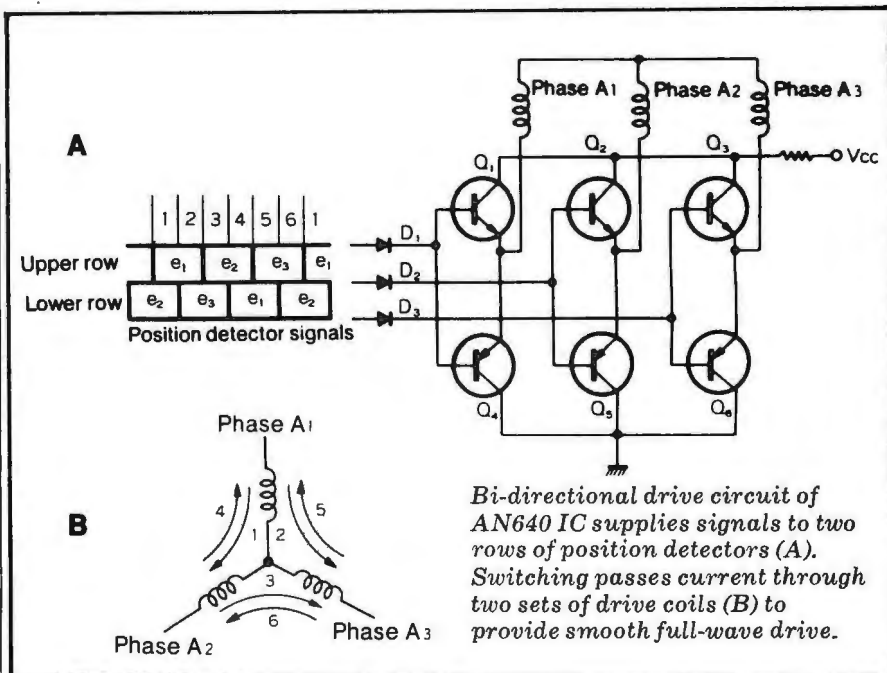 A
Phase A1
Phase A2
Phase A3
Q1
Q2
Q3
Vcc
1 2 3 4 5 6 1
Upper row e1 e2 e3 e1
Lower row e2 e3 e1 e2
Position detector signals
D1
D2
D3
Q4
Q5
Q6
B
Phase A1
4
5
1 2
3
6
Phase A2
Phase A3
Bi-directional drive circuit of
AN640 IC supplies signals to two
rows of position detectors (A).
Switching passes current through
two sets of drive coils (B) to
provide smooth full-wave drive.